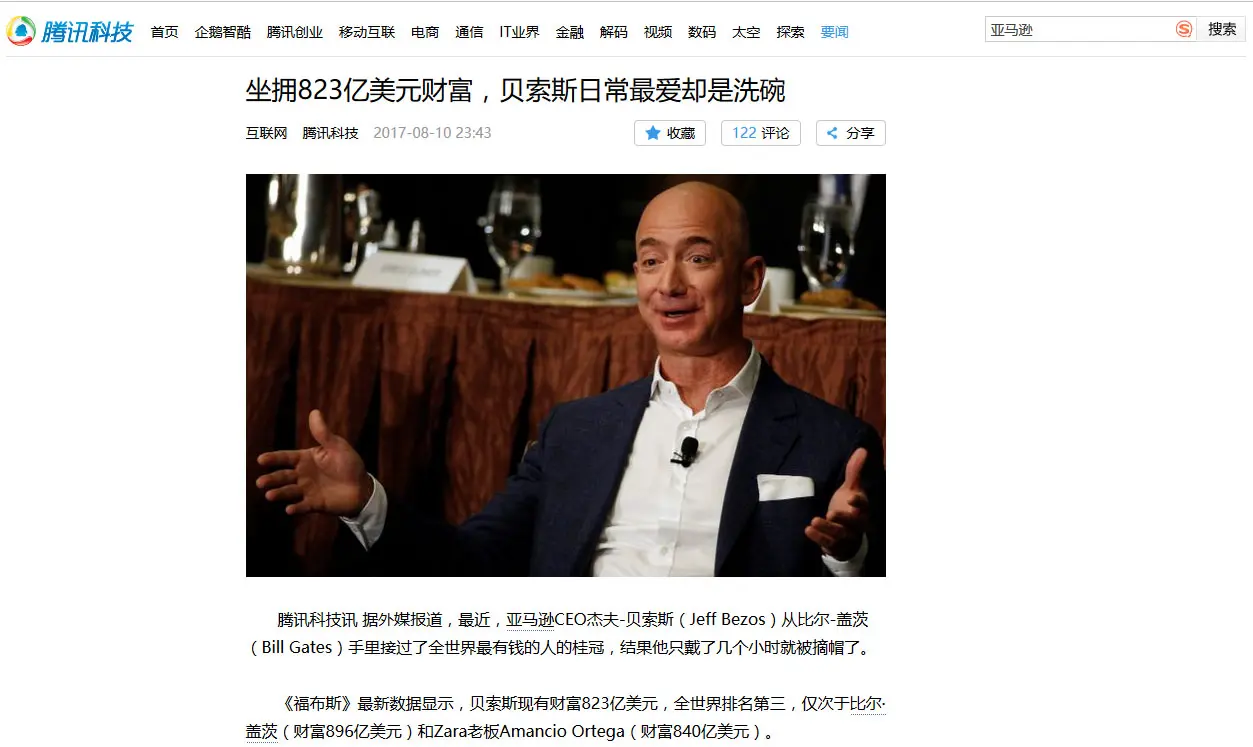 腾讯科技 首页 企鹅智酷 腾讯创业 移动互联 电商 通信 IT业界 金融 解码 视频 数码 太空 探索 要闻 亚马逊 搜索
坐拥823亿美元财富，贝索斯日常最爱却是洗碗
互联网 腾讯科技 2017-08-10 23:43 收藏 122 评论 分享
腾讯科技讯 据外媒报道，最近，亚马逊CEO杰夫-贝索斯（Jeff Bezos）从比尔-盖茨
（Bill Gates）手里接过了全世界最有钱的人的桂冠，结果他只戴了几个小时就被摘帽了。
《福布斯》最新数据显示，贝索斯现有财富823亿美元，全世界排名第三，仅次于比尔·
盖茨（财富896亿美元）和Zara老板Amancio Ortega（财富840亿美元）。